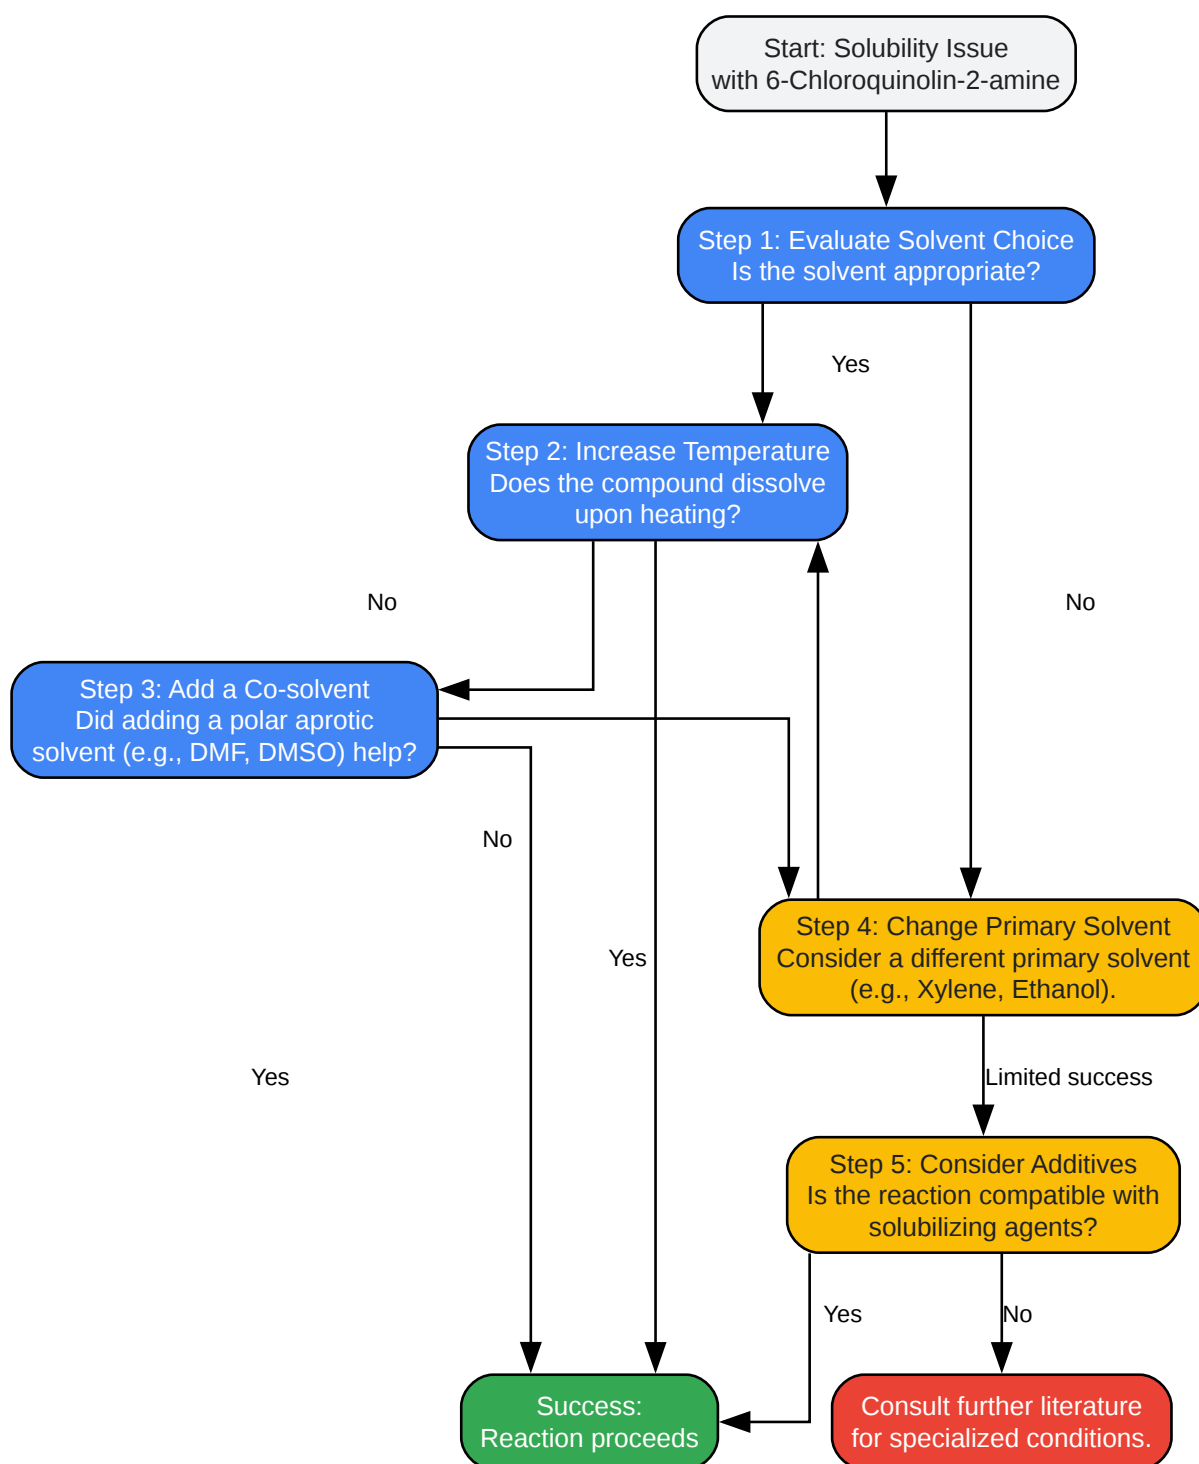 Start: Solubility Issue
with 6-Chloroquinolin-2-amine
Step 1: Evaluate Solvent Choice
Is the solvent appropriate?
Yes
Step 2: Increase Temperature
Does the compound dissolve
upon heating?
No
No
Step 3: Add a Co-solvent
Did adding a polar aprotic
solvent (e.g., DMF, DMSO) help?
No
Step 4: Change Primary Solvent
Consider a different primary solvent
(e.g., Xylene, Ethanol).
Yes
Yes
Limited success
Step 5: Consider Additives
Is the reaction compatible with
solubilizing agents?
Yes
No
Success:
Reaction proceeds
Consult further literature
for specialized conditions.